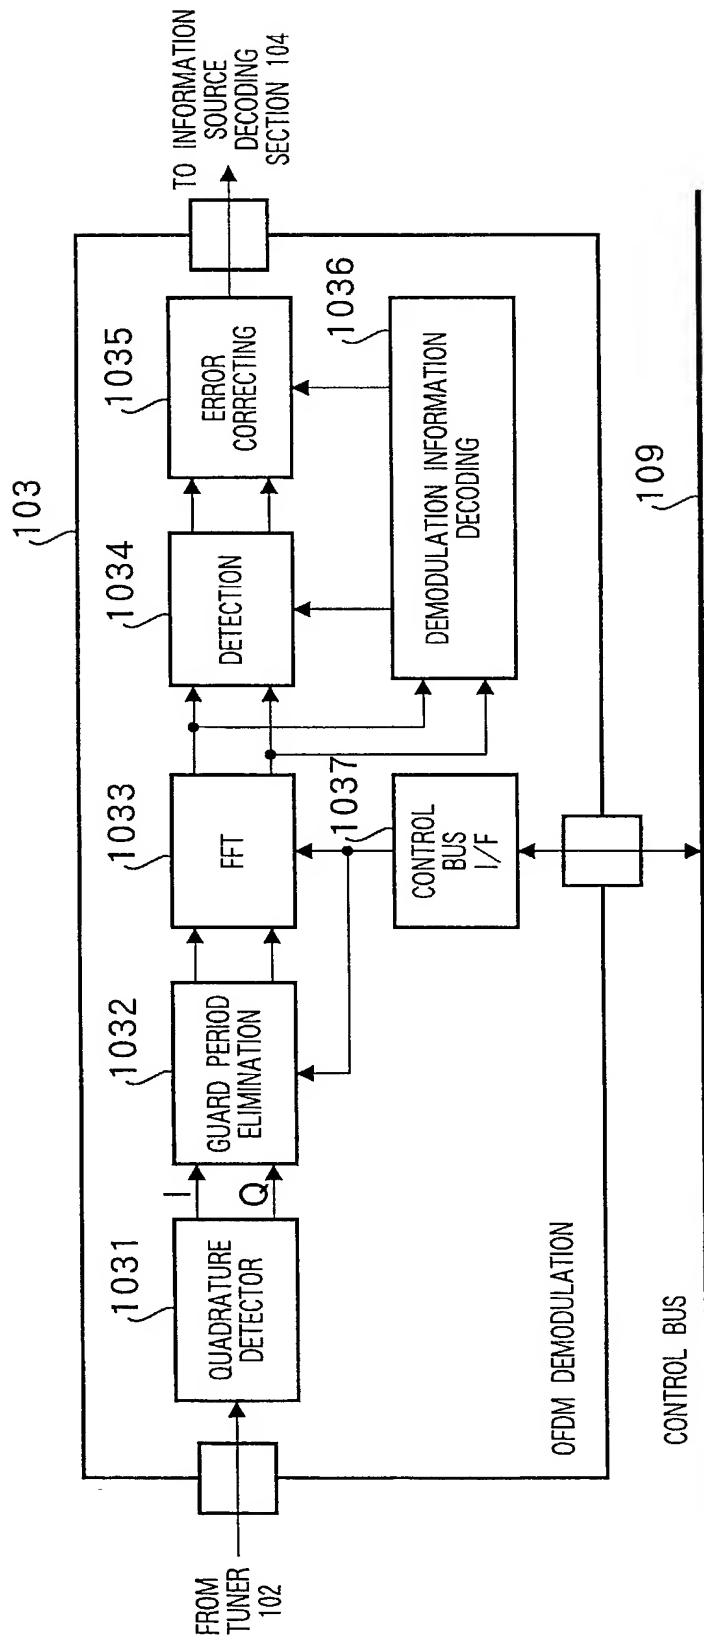 103
FROM
TUNER
102
1031
QUADRATURE
DETECTOR
I
Q
1032
GUARD PERIOD
ELIMINATION
1033
FFT
1034
DETECTION
1035
ERROR
CORRECTING
TO INFORMATION
SOURCE
DECODING
SECTION 104
1037
CONTROL
BUS
I/F
1036
DEMODULATION INFORMATION
DECODING
OFDM DEMODULATION
CONTROL BUS
109